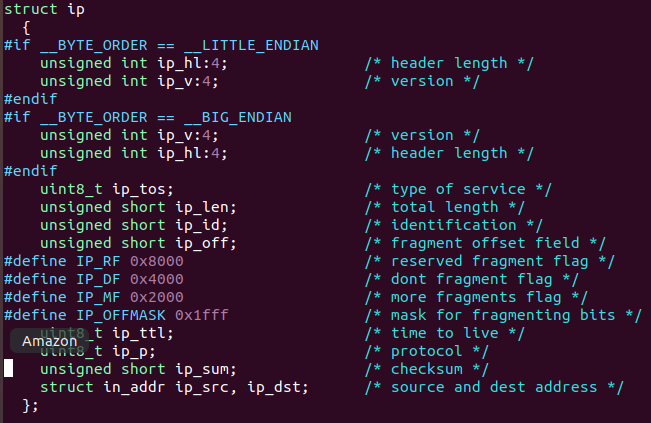 struct ip
  {
#if __BYTE_ORDER == __LITTLE_ENDIAN
    unsigned int ip_hl:4;               /* header length */
    unsigned int ip_v:4;                /* version */
#endif
#if __BYTE_ORDER == __BIG_ENDIAN
    unsigned int ip_v:4;                /* version */
    unsigned int ip_hl:4;               /* header length */
#endif
    uint8_t ip_tos;                     /* type of service */
    unsigned short ip_len;              /* total length */
    unsigned short ip_id;               /* identification */
    unsigned short ip_off;              /* fragment offset field */
#define IP_RF 0x8000                    /* reserved fragment flag */
#define IP_DF 0x4000                    /* dont fragment flag */
#define IP_MF 0x2000                    /* more fragments flag */
#define IP_OFFMASK 0x1fff               /* mask for fragmenting bits */
    uint8_t ip_ttl;                     /* time to live */
Amazon
    uint8_t ip_p;                       /* protocol */
    unsigned short ip_sum;              /* checksum */
    struct in_addr ip_src, ip_dst;      /* source and dest address */
  };